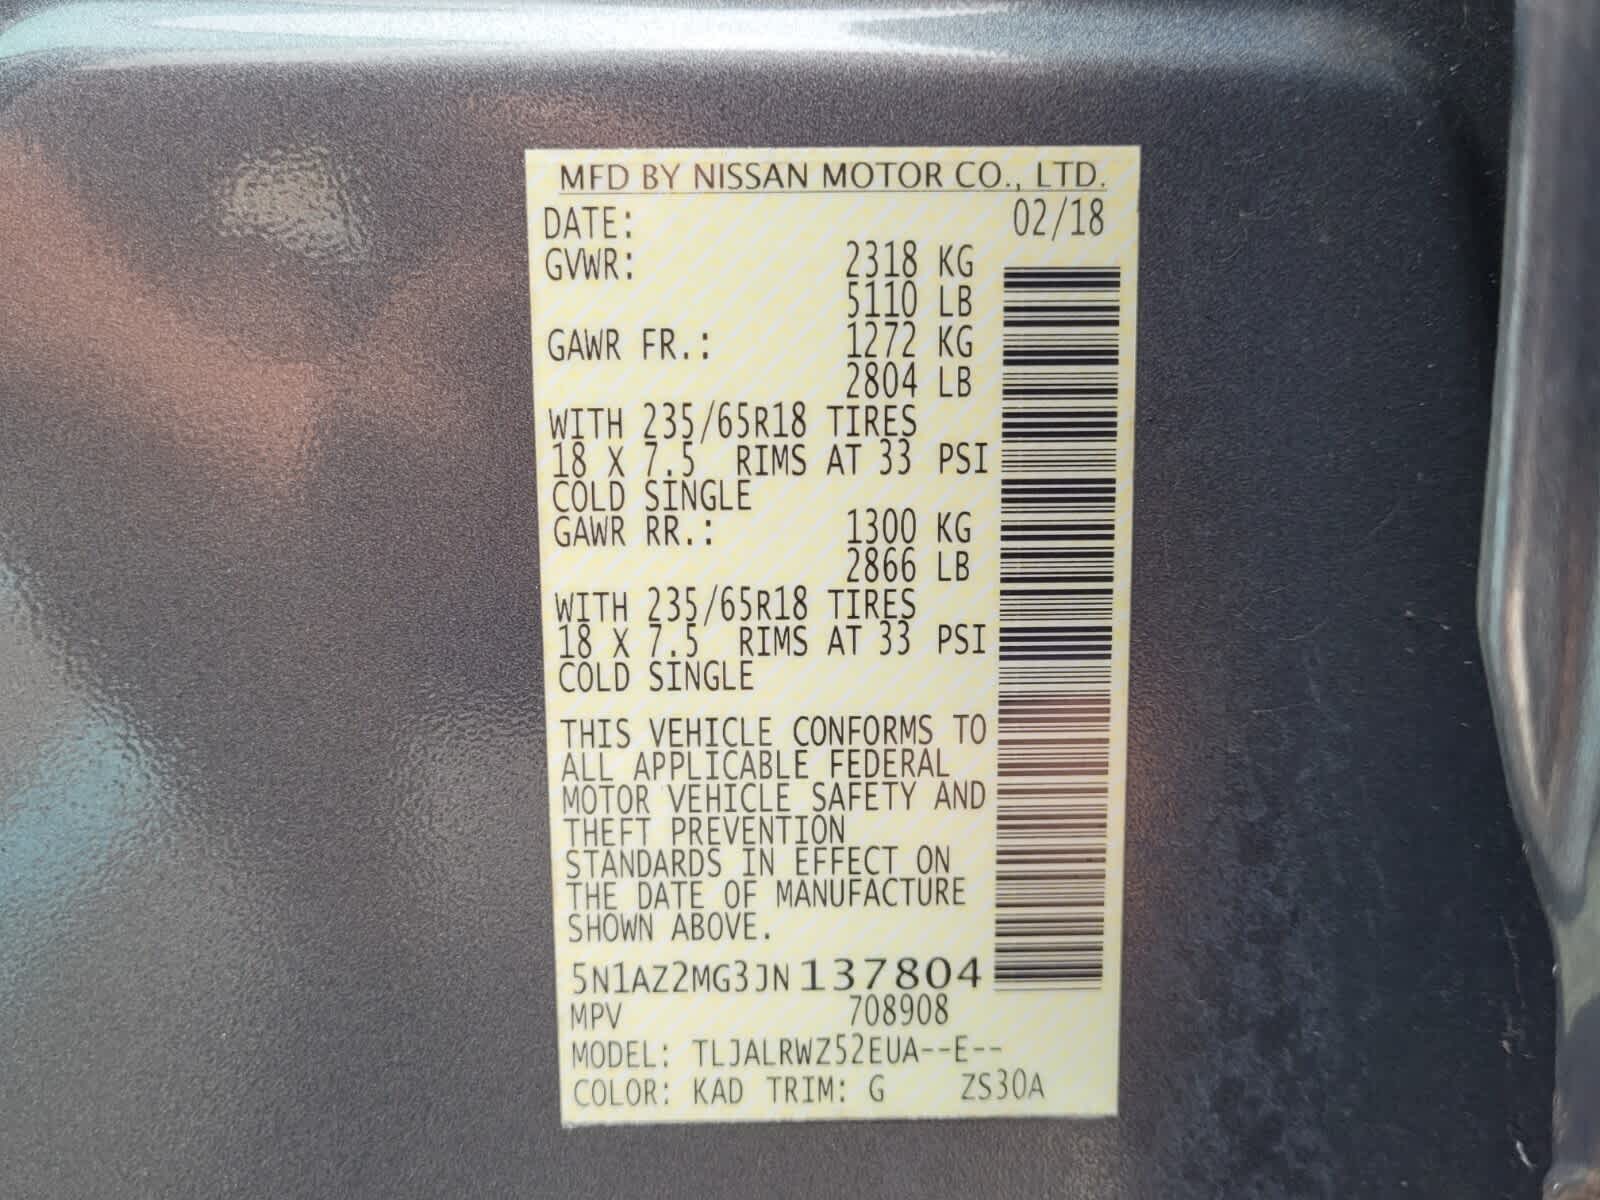 MFD BY NISSAN MOTOR CO., LTD.
DATE: 02/18
GVWR: 2318 KG
5110 LB
GAWR FR.: 1272 KG
2804 LB
WITH 235/65R18 TIRES
18 X 7.5 RIMS AT 33 PSI
COLD SINGLE
GAWR RR.: 1300 KG
2866 LB
WITH 235/65R18 TIRES
18 X 7.5 RIMS AT 33 PSI
COLD SINGLE
THIS VEHICLE CONFORMS TO
ALL APPLICABLE FEDERAL
MOTOR VEHICLE SAFETY AND
THEFT PREVENTION
STANDARDS IN EFFECT ON
THE DATE OF MANUFACTURE
SHOWN ABOVE.
5N1AZ2MG3JN137804
MPV 708908
MODEL: TLJALRWZ52EUA--E--
COLOR: KAD TRIM: G ZS30A